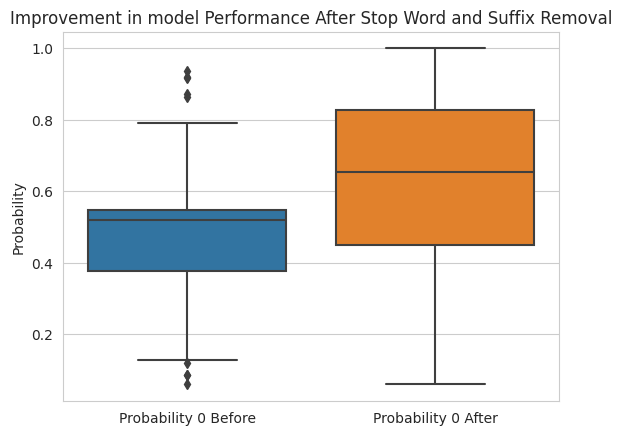 Improvement in model Performance After Stop Word and Suffix Removal
Probability
1.0
0.8
0.6
0.4
0.2
Probability 0 Before
Probability 0 After